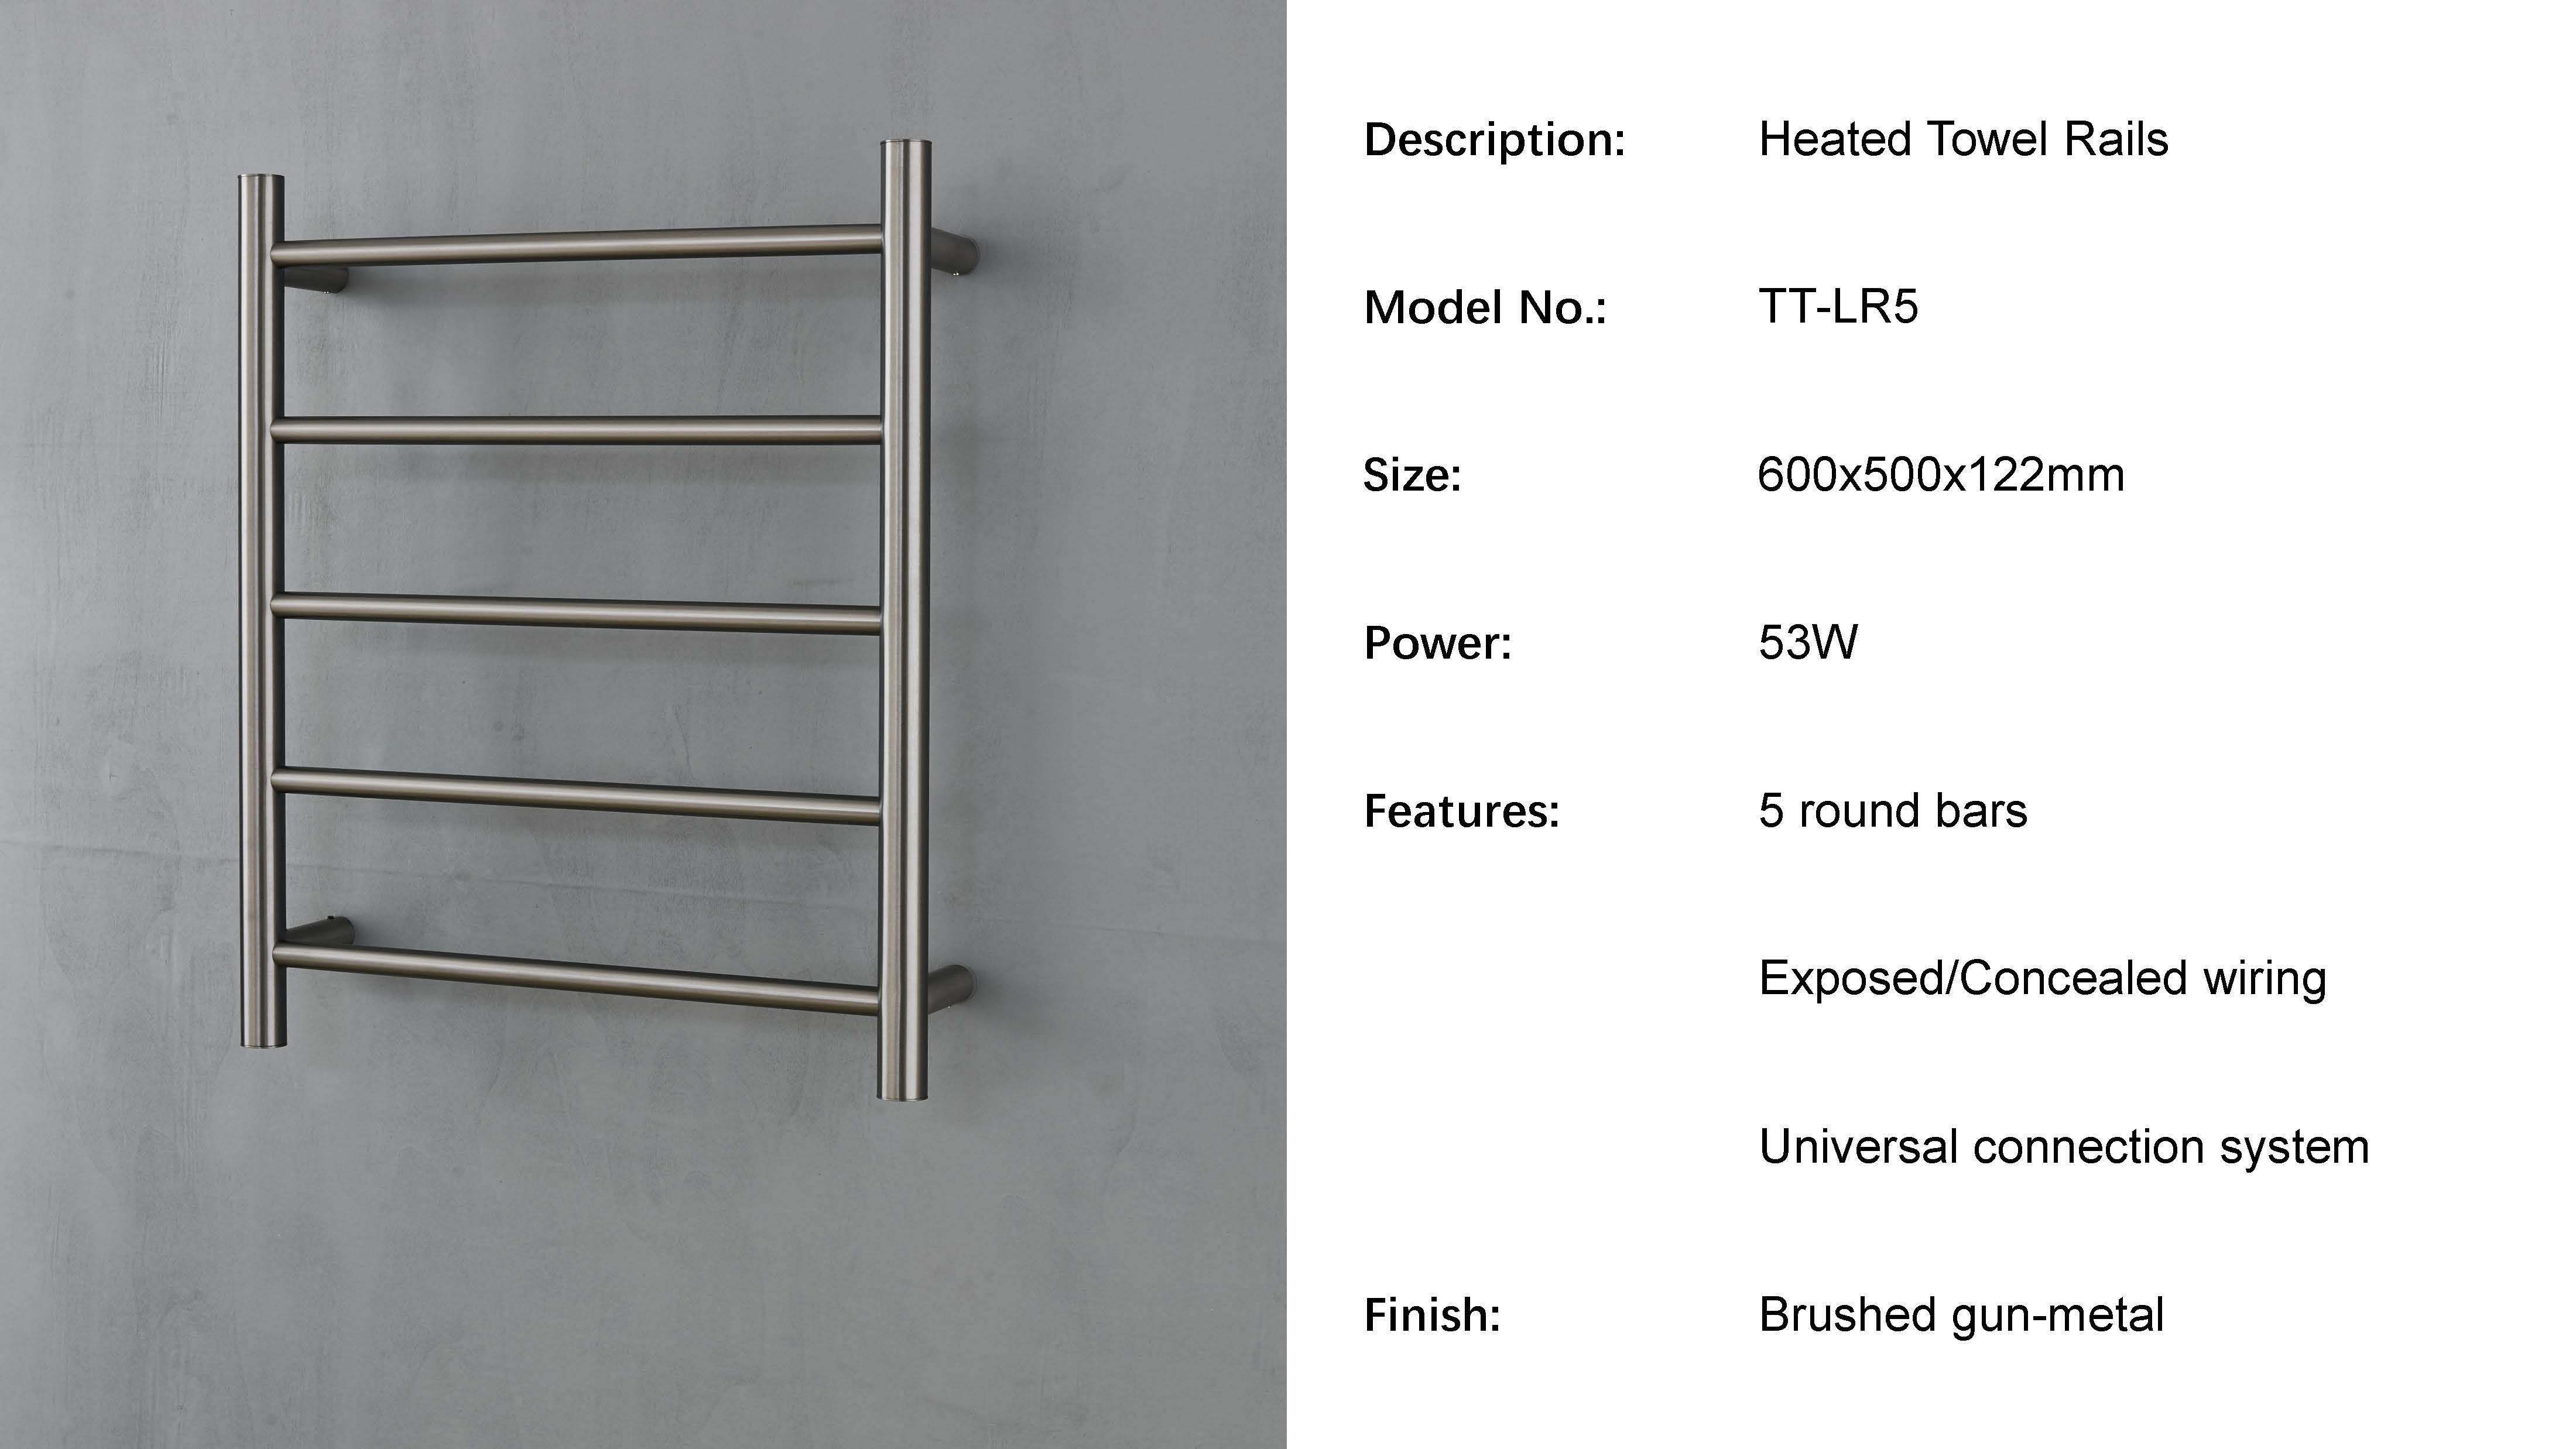 Description: Heated Towel Rails
Model No.: TT-LR5
Size: 600x500x122mm
Power: 53W
Features: 5 round bars
Exposed/Concealed wiring
Universal connection system
Finish: Brushed gun-metal